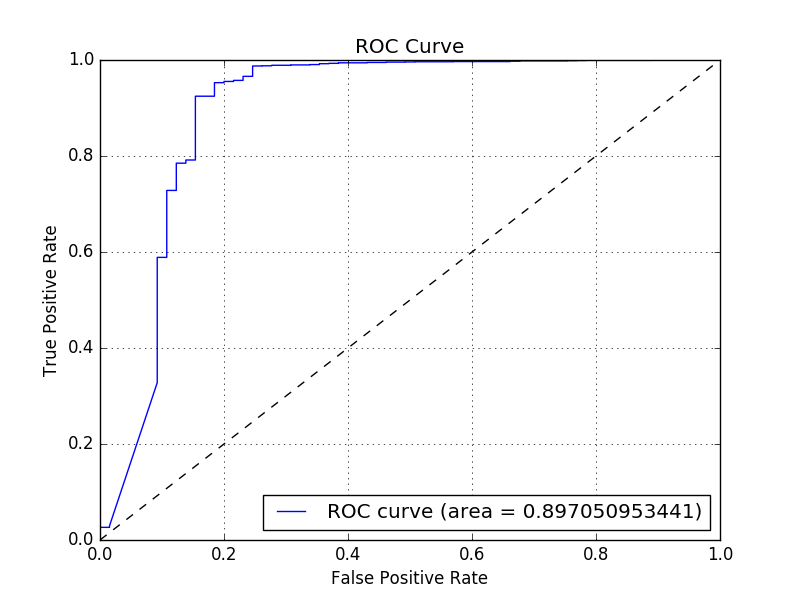 ROC Curve
1.0
0.8
0.6
0.4
0.2
0.0
True Positive Rate
ROC curve (area = 0.897050953441)
0.0 0.2 0.4 0.6 0.8 1.0
False Positive Rate